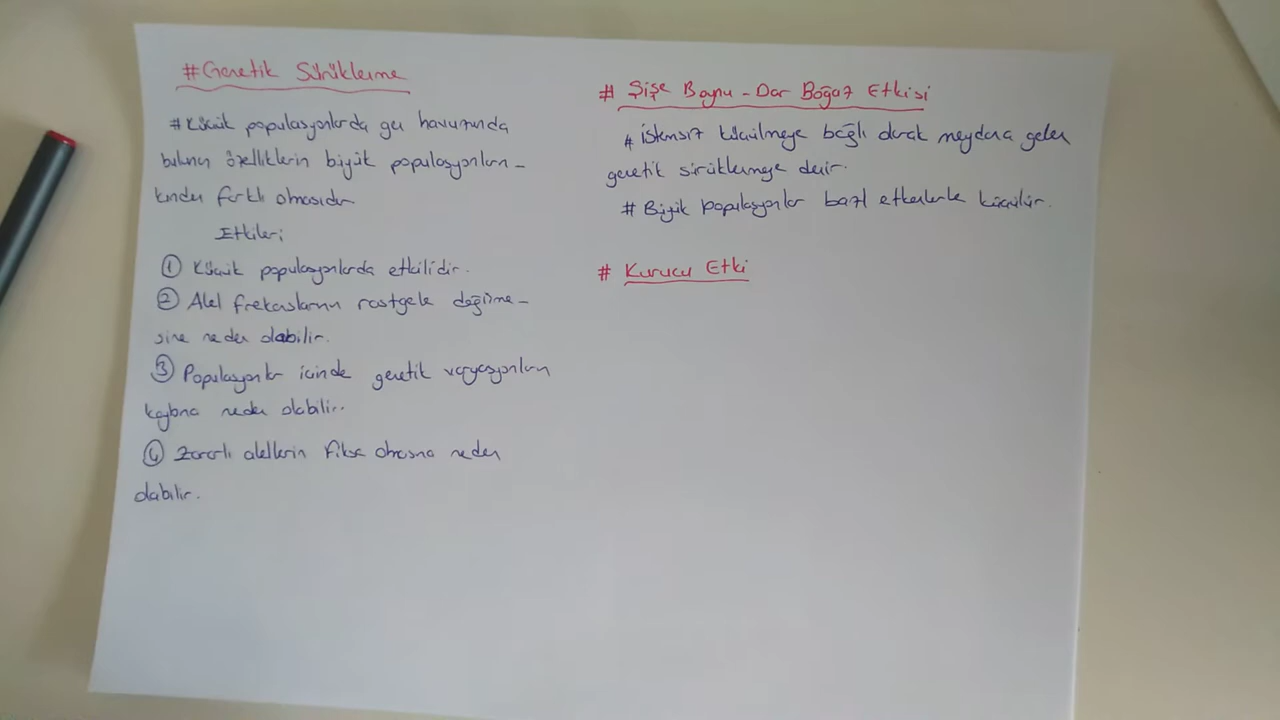 #Genetik Sürüklenme
#Küçük populasyonlarda gen havuzunda
bulunan özelliklerin büyük populasyonların-
kinden farklı olmasıdır
Etkileri
① Küçük populasyonlarda etkilidir.
② Alel frekanslarının rastgele değişme-
sine neden olabilir.
③ Populasyonlar içinde genetik varyasyonların
kaybına neden olabilir.
④ Zararlı alellerin fikse olmasına neden
olabilir.
# Şişe Boynu - Dar Boğaz Etkisi
# İstemsiz küçülmeye bağlı olarak meydana gelen
genetik sürüklenmeye denir.
# Büyük populasyonlar bazı etkenlerle küçülür.
# Kurucu Etki